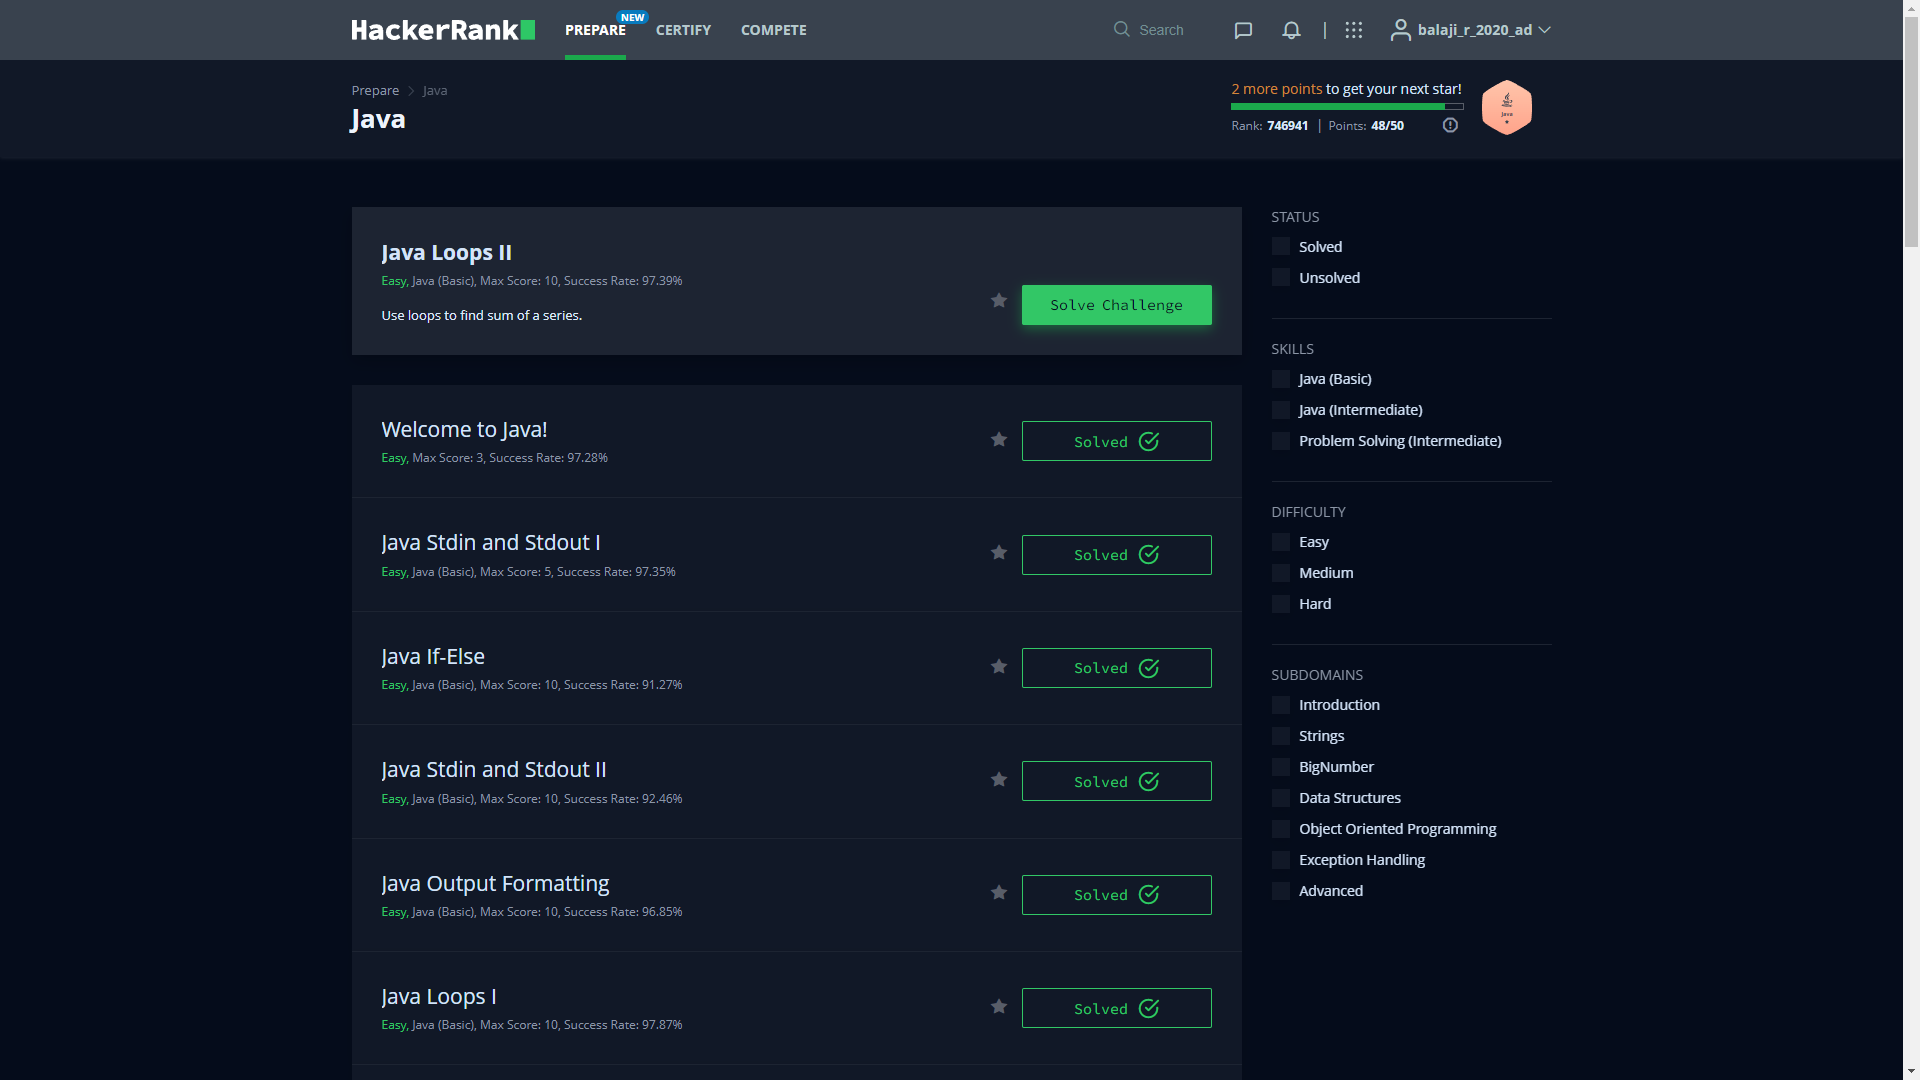 HackerRank PREPARE NEW CERTIFY COMPETE Search | balaji_r_2020_ad
Prepare > Java
Java
2 more points to get your next star!
Rank: 746941 | Points: 48/50
Java
Java Loops II
Easy, Java (Basic), Max Score: 10, Success Rate: 97.39%
Use loops to find sum of a series.
Solve Challenge
Welcome to Java!
Easy, Max Score: 3, Success Rate: 97.28%
Solved
Java Stdin and Stdout I
Easy, Java (Basic), Max Score: 5, Success Rate: 97.35%
Solved
Java If-Else
Easy, Java (Basic), Max Score: 10, Success Rate: 91.27%
Solved
Java Stdin and Stdout II
Easy, Java (Basic), Max Score: 10, Success Rate: 92.46%
Solved
Java Output Formatting
Easy, Java (Basic), Max Score: 10, Success Rate: 96.85%
Solved
Java Loops I
Easy, Java (Basic), Max Score: 10, Success Rate: 97.87%
Solved
STATUS
Solved
Unsolved
SKILLS
Java (Basic)
Java (Intermediate)
Problem Solving (Intermediate)
DIFFICULTY
Easy
Medium
Hard
SUBDOMAINS
Introduction
Strings
BigNumber
Data Structures
Object Oriented Programming
Exception Handling
Advanced